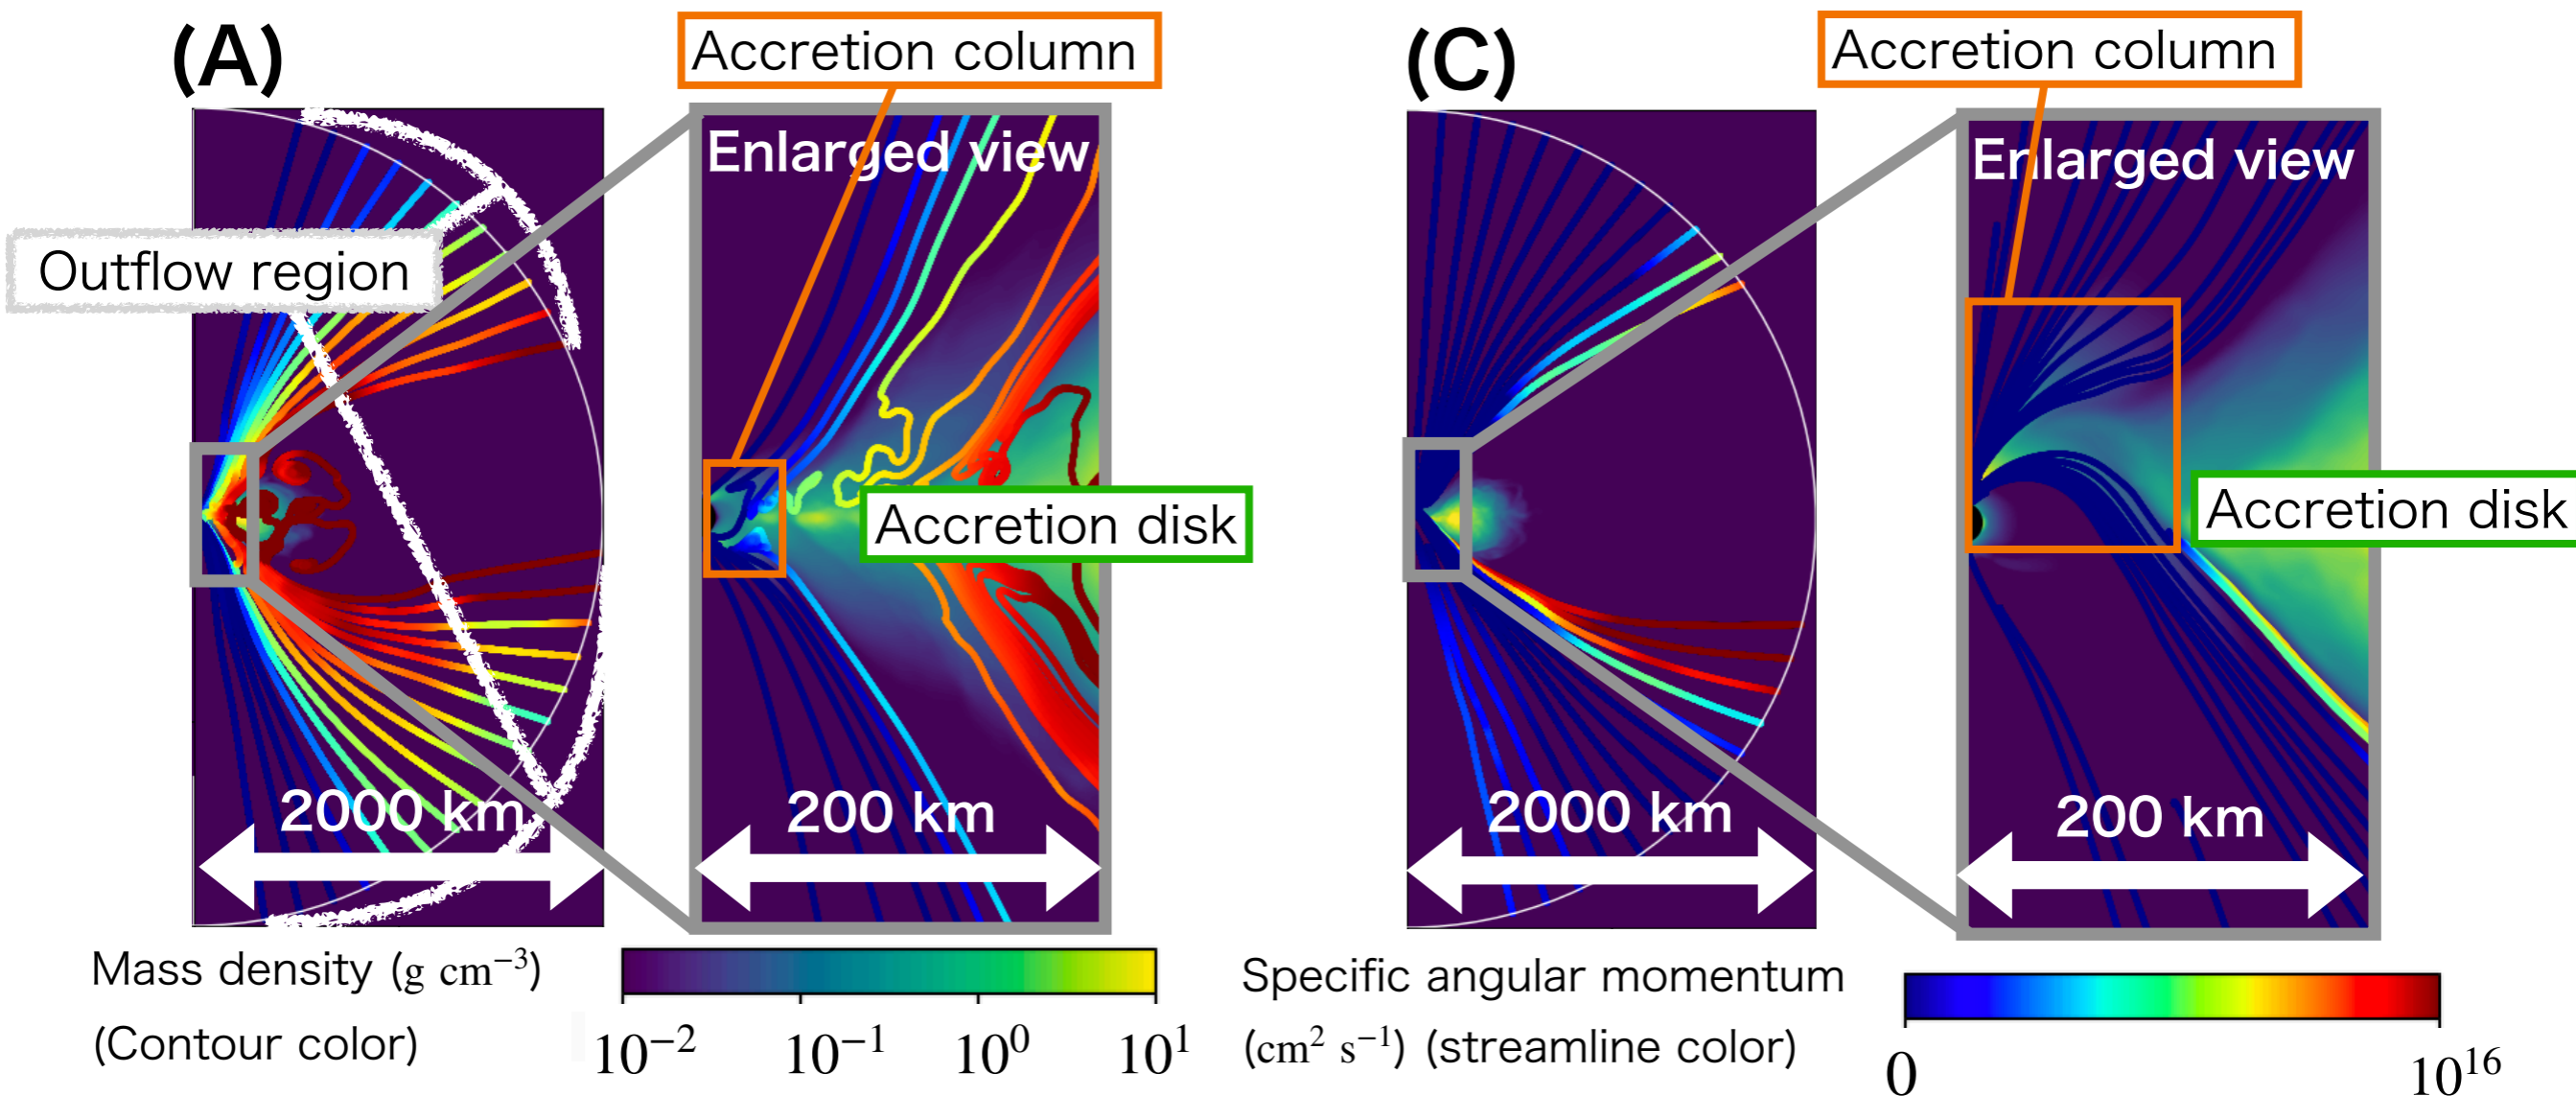 (A)
Accretion column
Enlarged view
Outflow region
Accretion disk
2000 km
200 km
(C)
Accretion column
Enlarged view
Accretion disk
2000 km
200 km
Mass density (g cm⁻³)
(Contour color)
10⁻² 10⁻¹ 10⁰ 10¹
Specific angular momentum
(cm² s⁻¹) (streamline color)
0 10¹⁶